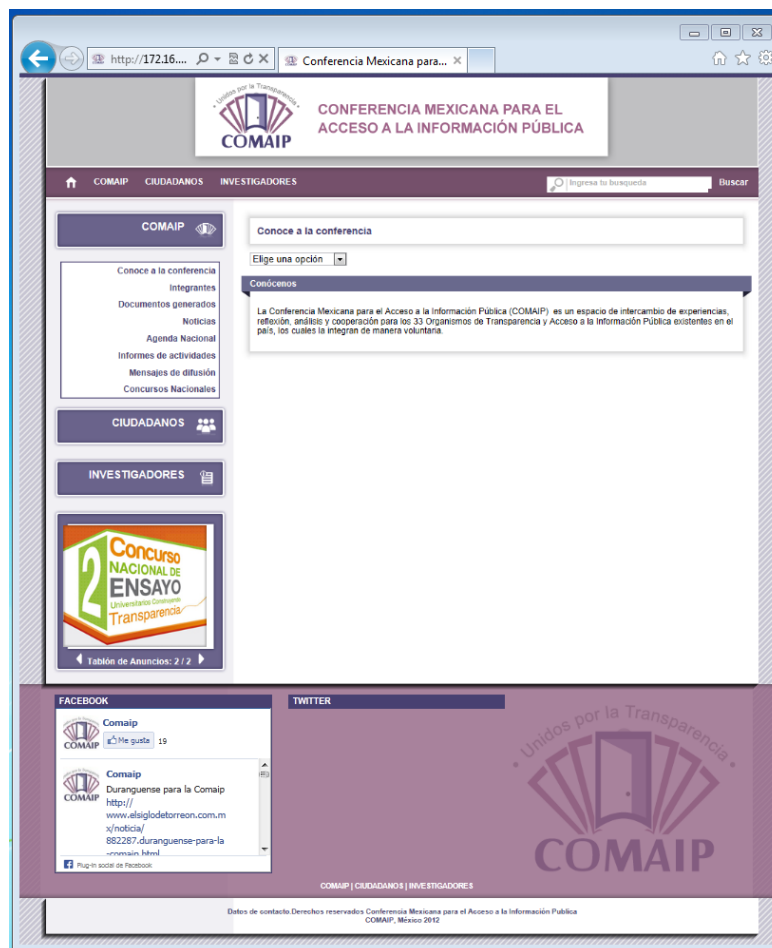 http://172.16....
Conferencia Mexicana para...
Unidos por la Transparencia
COMAIP
CONFERENCIA MEXICANA PARA EL
ACCESO A LA INFORMACIÓN PÚBLICA
COMAIP CIUDADANOS INVESTIGADORES
Ingresa tu busqueda Buscar
COMAIP
Conoce a la conferencia
Integrantes
Documentos generados
Noticias
Agenda Nacional
Informes de actividades
Mensajes de difusión
Concursos Nacionales
CIUDADANOS
INVESTIGADORES
2 Concurso
NACIONAL DE
ENSAYO
Universitarios Construyendo
Transparencia
Tablón de Anuncios: 2 / 2
Conoce a la conferencia
Elige una opción
Conócenos
La Conferencia Mexicana para el Acceso a la Información Pública (COMAIP) es un espacio de intercambio de experiencias,
reflexión, análisis y cooperación para los 33 Organismos de Transparencia y Acceso a la Información Pública existentes en el
país, los cuales la integran de manera voluntaria.
FACEBOOK
Comaip
COMAIP
Me gusta 19
Comaip
COMAIP
Duranguense para la Comaip
http://
www.elsiglodetorreon.com.m
x/noticia/
882287.duranguense-para-la
-comaip.html
Plug-in social de Facebook
TWITTER
Unidos por la Transparencia
COMAIP
COMAIP | CIUDADANOS | INVESTIGADORES
Datos de contacto.Derechos reservados Conferencia Mexicana para el Acceso a la Información Publica
COMAIP, México 2012